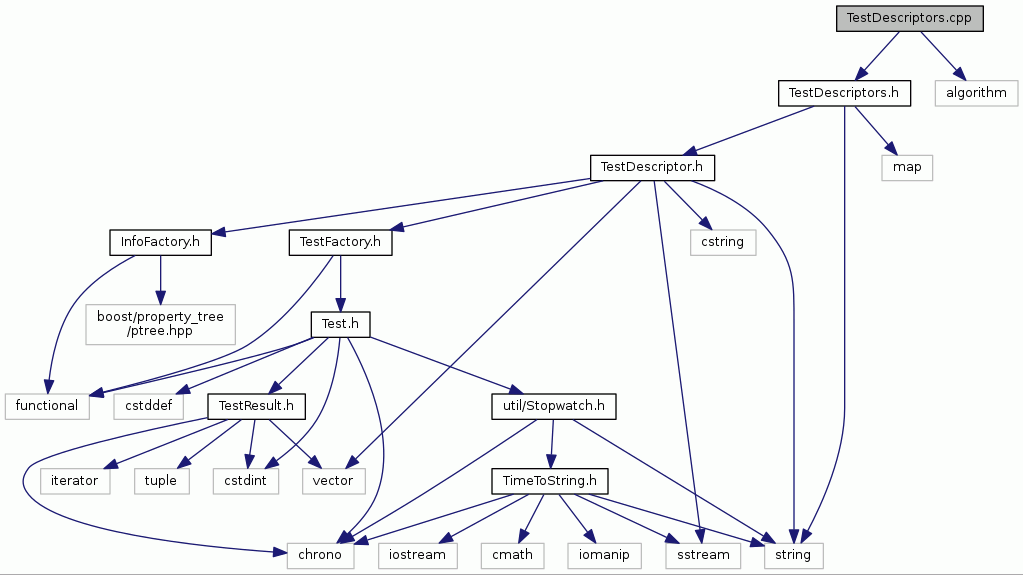 TestDescriptors.cpp
TestDescriptors.h
algorithm
TestDescriptor.h
map
InfoFactory.h
TestFactory.h
cstring
boost/property_tree
/ptree.hpp
Test.h
functional
cstddef
TestResult.h
util/Stopwatch.h
iterator
tuple
cstdint
vector
TimeToString.h
chrono
iostream
cmath
iomanip
sstream
string